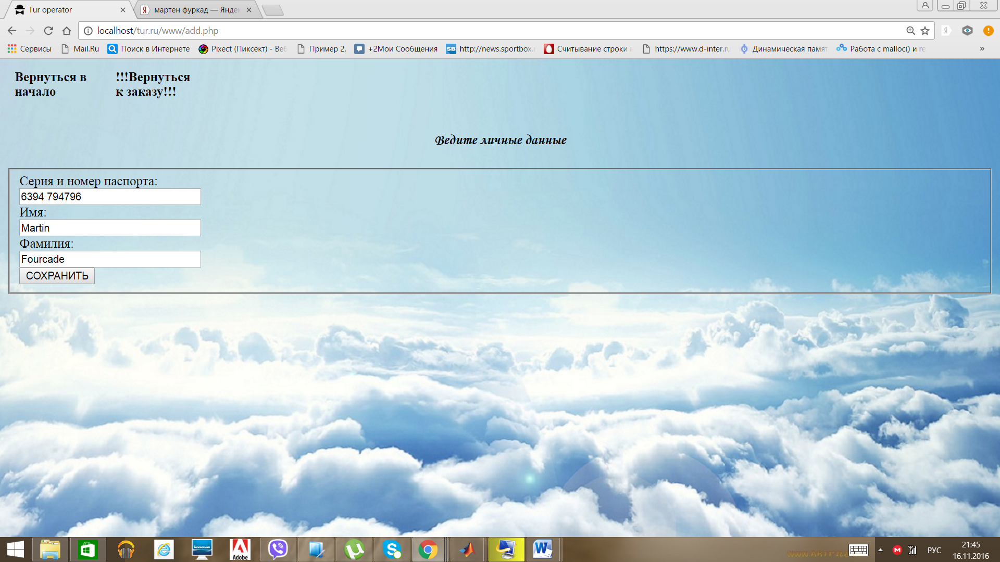 Tur operator
мартен фуркад — Яндек
localhost/tur.ru/www/add.php
Сервисы
Mail.Ru
Поиск в Интернете
Pixect (Пиксект) - Веб
Пример 2.
+2Мои Сообщения
http://news.sportbox.r
Считывание строки н
https://www.d-inter.ru
Динамическая памят
Работа с malloc() и re
»
Вернуться в
начало
!!!Вернуться
к заказу!!!
Ведите личные данные
Серия и номер паспорта:
6394 794796
Имя:
Martin
Фамилия:
Fourcade
СОХРАНИТЬ
Adobe
РУС
21:45
16.11.2016